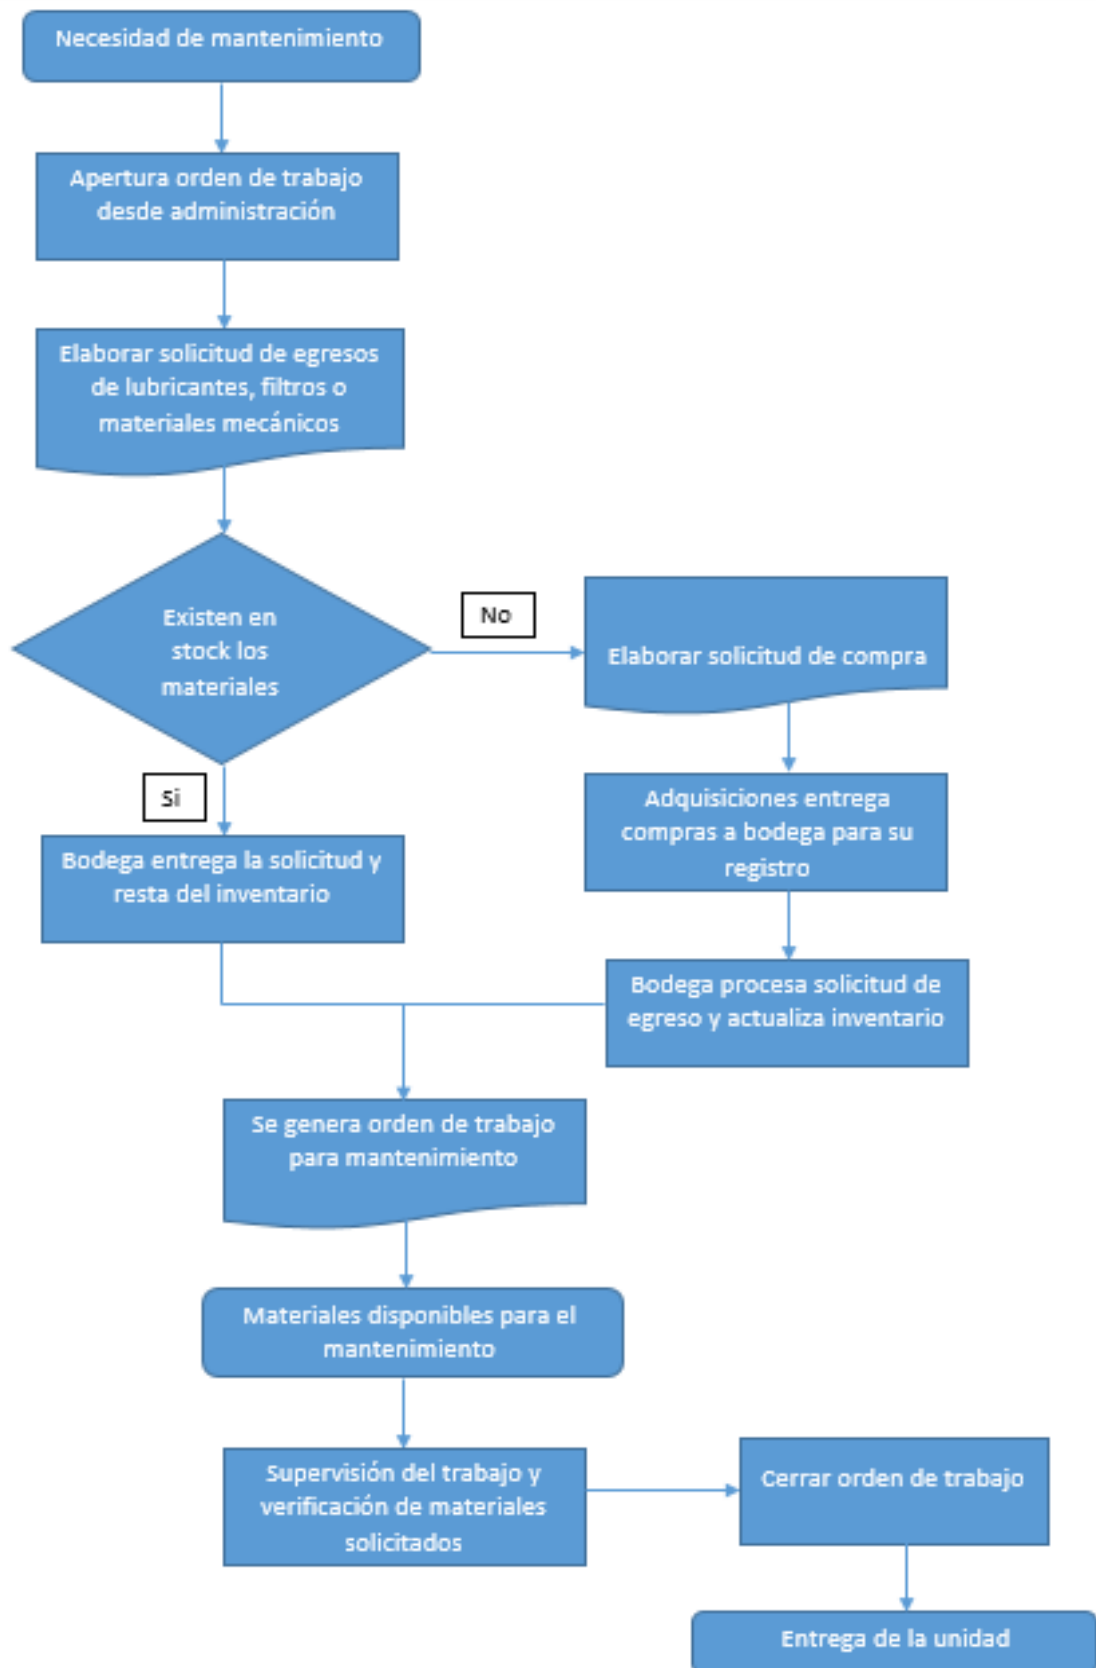 Necesidad de mantenimiento
Apertura orden de trabajo
desde administración
Elaborar solicitud de egresos
de lubricantes, filtros o
materiales mecánicos
Existen en
stock los
materiales
No
Elaborar solicitud de compra
Si
Adquisiciones entrega
compras a bodega para su
registro
Bodega entrega la solicitud y
resta del inventario
Bodega procesa solicitud de
egreso y actualiza inventario
Se genera orden de trabajo
para mantenimiento
Materiales disponibles para el
mantenimiento
Supervisión del trabajo y
verificación de materiales
solicitados
Cerrar orden de trabajo
Entrega de la unidad